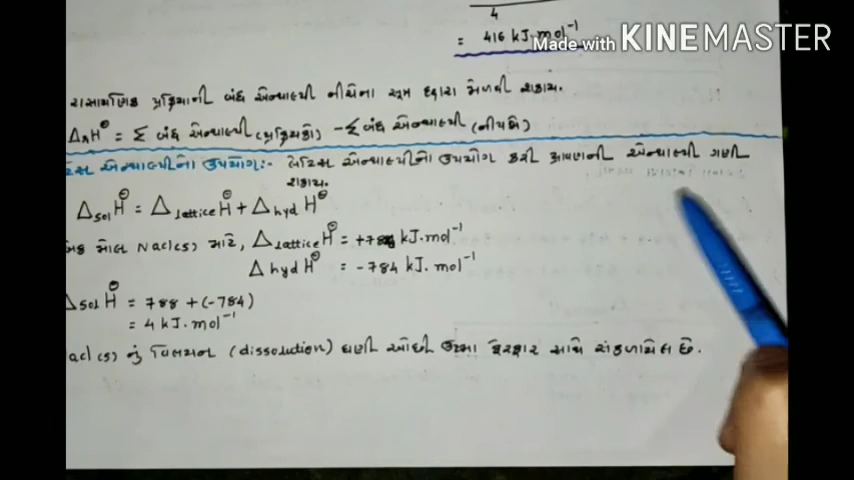 4
= 416 kJ.mol⁻¹
Made with KINEMASTER
રાસાયણિક પ્રક્રિયાની બંધ એન્થાલ્પી નીચેના સૂત્ર દ્વારા મેળવી શકાય.
ΔᵣH⊖ = Σ બંધ એન્થાલ્પી (પ્રક્રિયકો) - Σ બંધ એન્થાલ્પી (નીપજો)
એન્થાલ્પીનો ઉપયોગ:- લેટિસ એન્થાલ્પીનો ઉપયોગ કરી દ્રાવણની એન્થાલ્પી ગણી
શકાય.
ΔsolH⊖ = ΔlatticeH⊖ + ΔhydH⊖
એક મોલ NaCl(s) માટે, ΔlatticeH⊖ = +788 kJ.mol⁻¹
ΔhydH⊖ = -784 kJ.mol⁻¹
ΔsolH⊖ = 788 + (-784)
= 4 kJ.mol⁻¹
aCl(s) નું વિલયન (dissolution) ઘણી ઓછી ઉષ્મા ફેરફાર સાથે સંકળાયેલ છે.